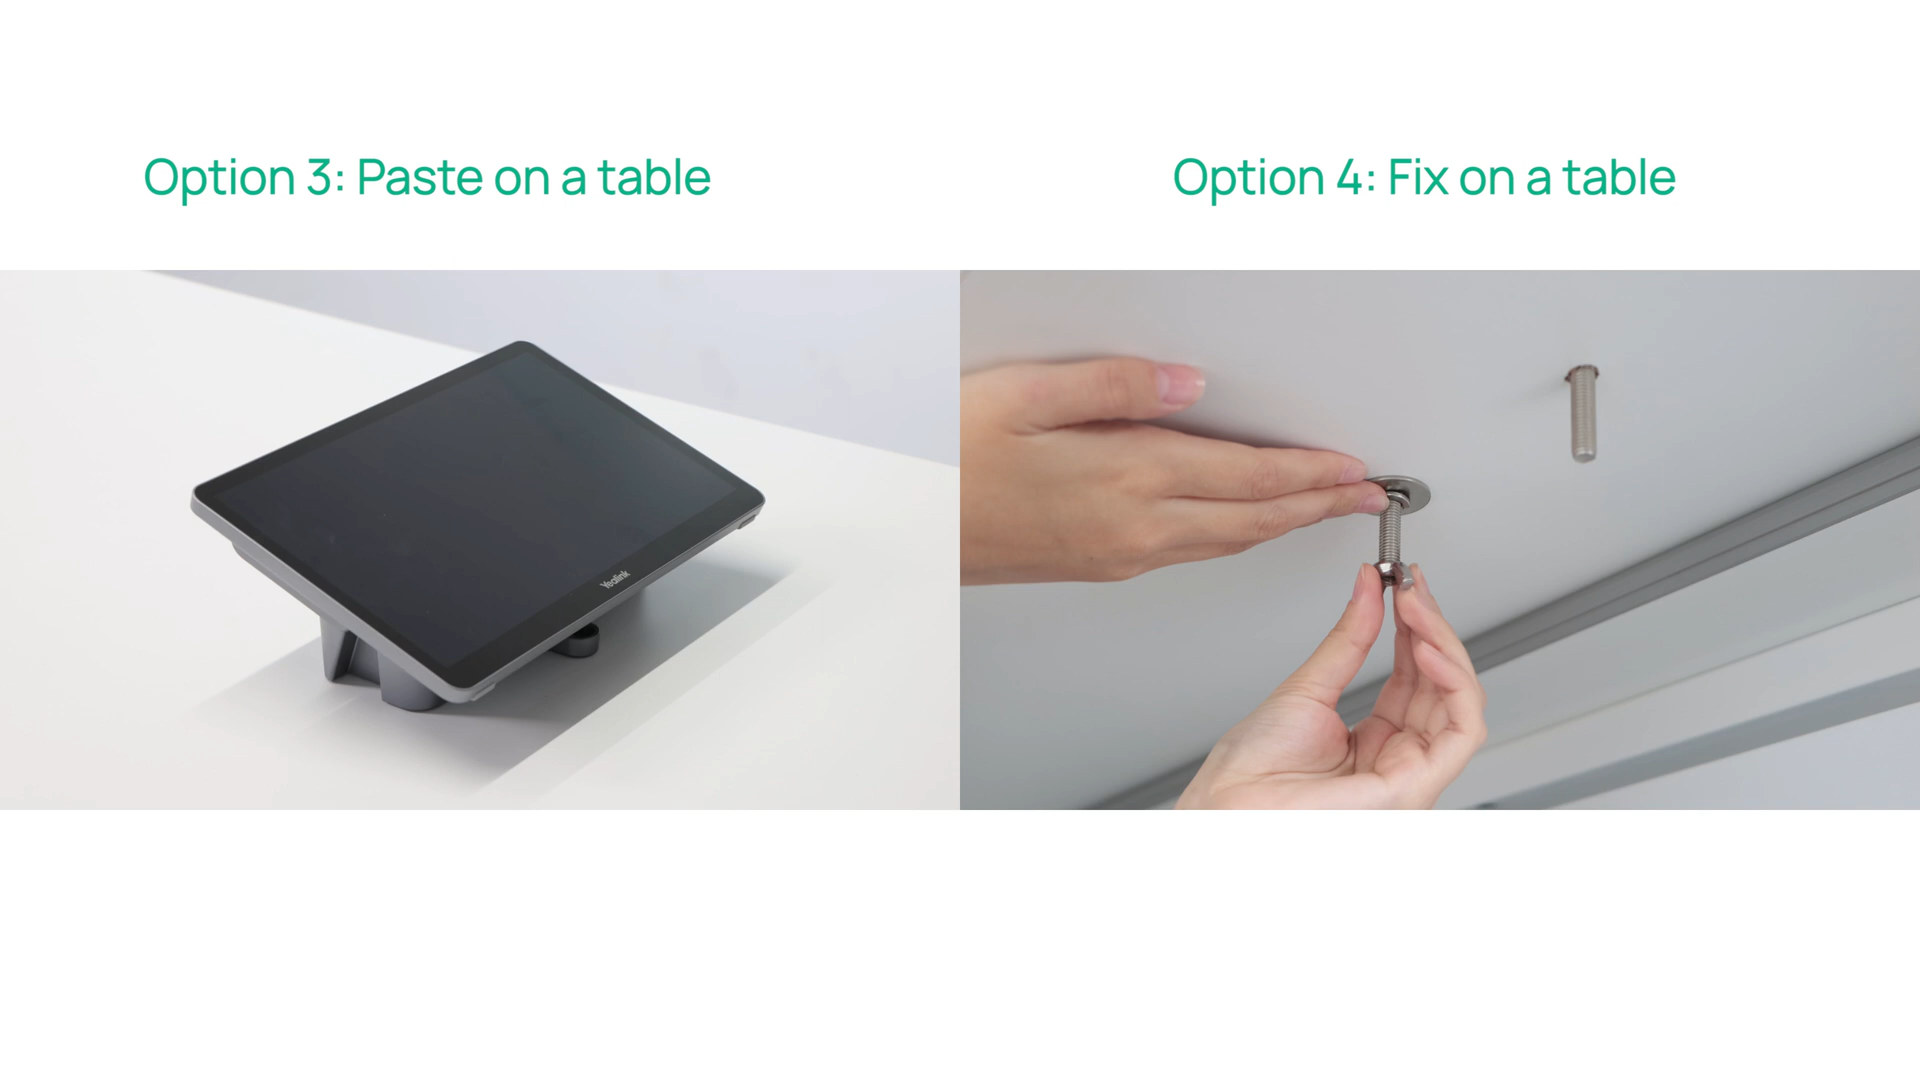 Option 3: Paste on a table
Option 4: Fix on a table
Yealink